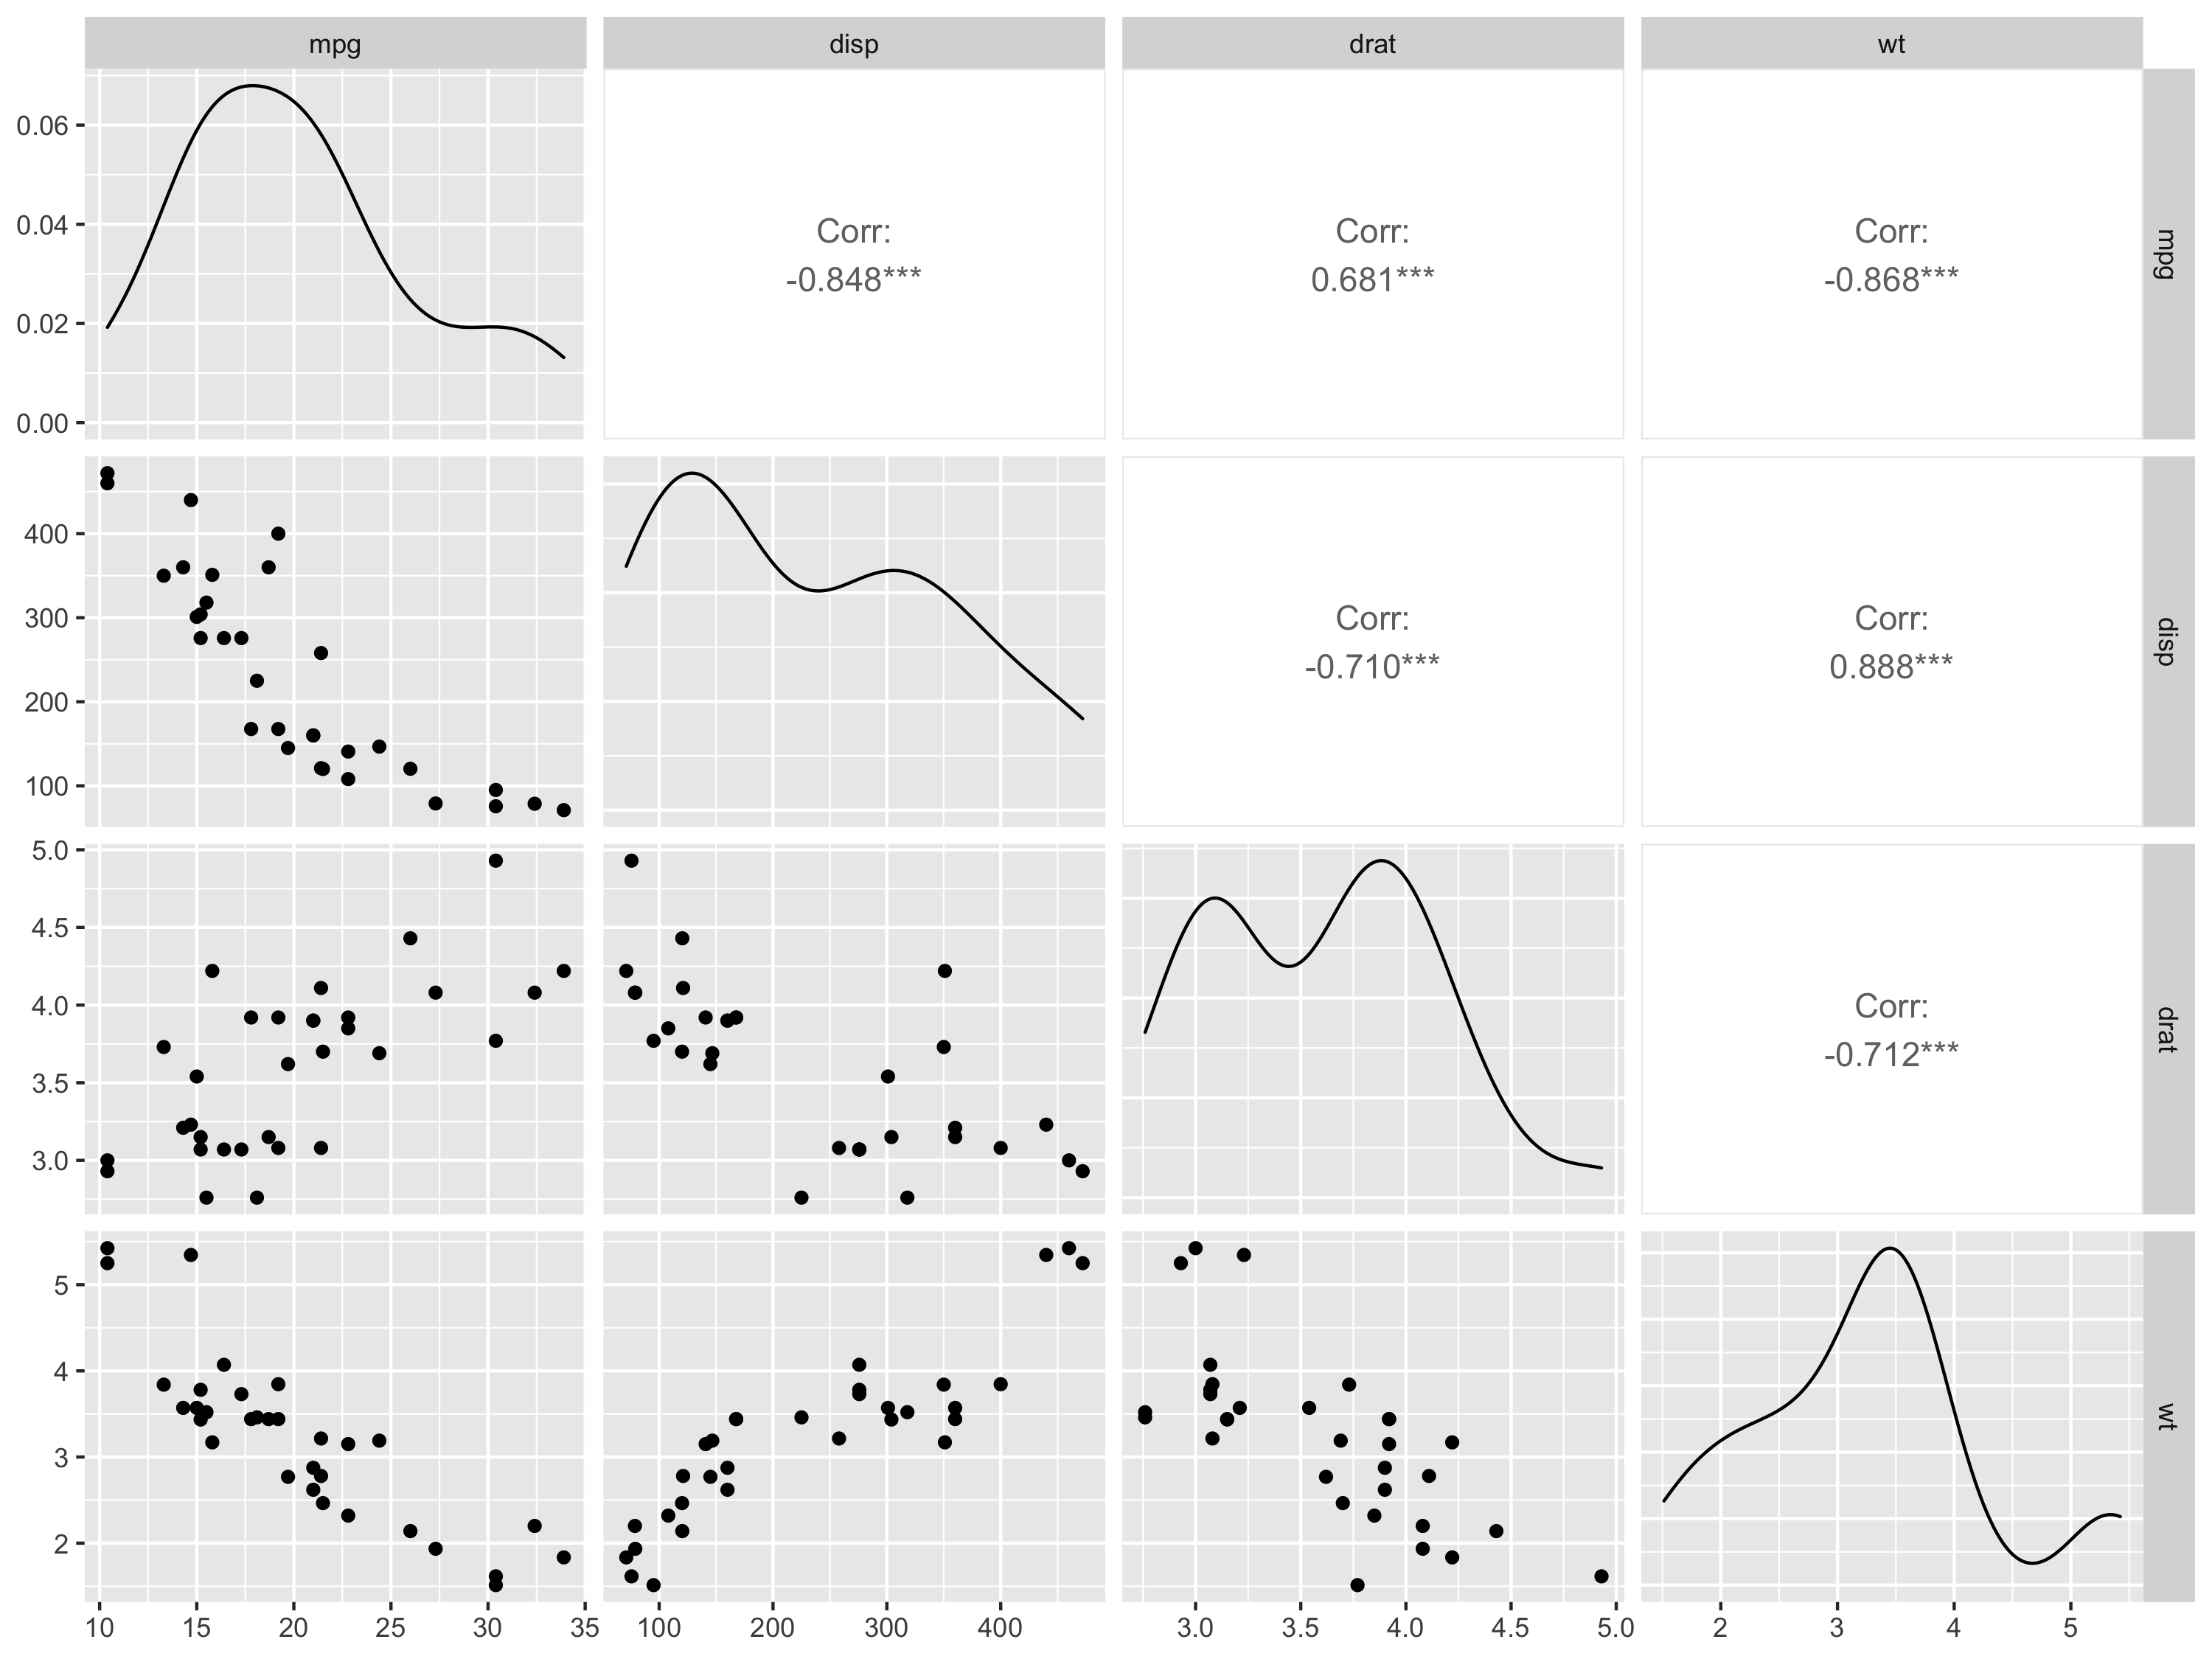 mpg
disp
drat
wt
0.06
0.04
0.02
0.00
Corr:
-0.848***
Corr:
0.681***
Corr:
-0.868***
mpg
400
300
200
100
Corr:
-0.710***
Corr:
0.888***
disp
5.0
4.5
4.0
3.5
3.0
Corr:
-0.712***
drat
5
4
3
2
wt
10 15 20 25 30 35
100 200 300 400
3.0 3.5 4.0 4.5 5.0
2 3 4 5